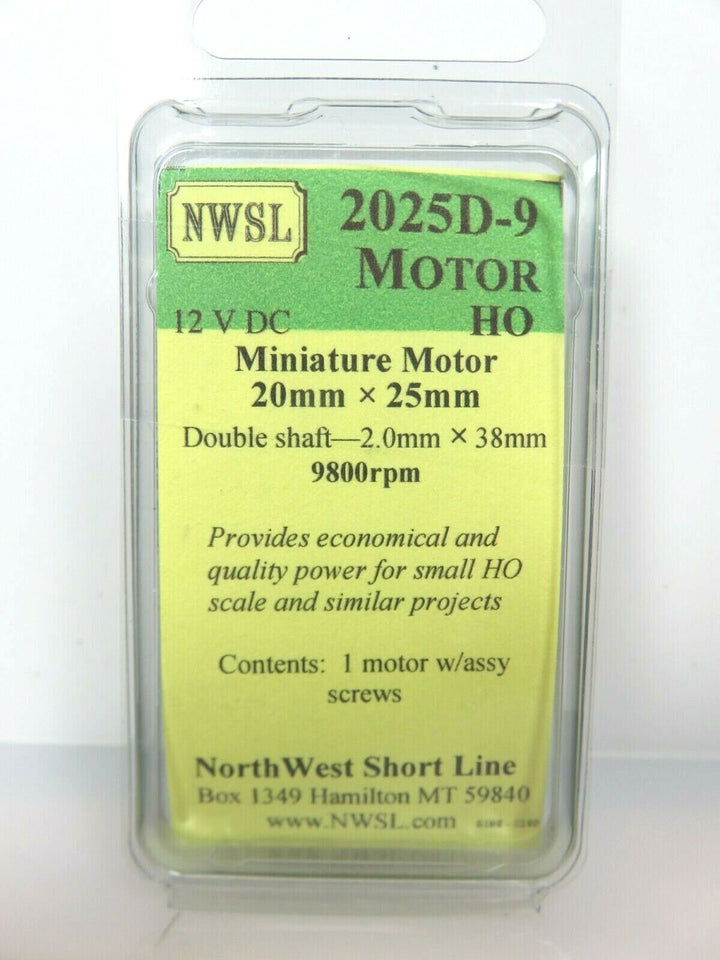 NWSL
2025D-9
MOTOR
12 V DC
HO
Miniature Motor
20mm × 25mm
Double shaft—2.0mm × 38mm
9800rpm
Provides economical and
quality power for small HO
scale and similar projects
Contents: 1 motor w/assy
screws
NorthWest Short Line
Box 1349 Hamilton MT 59840
www.NWSL.com